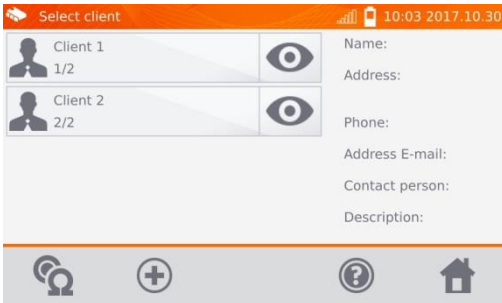 Select client
10:03 2017.10.30
Client 1
1/2
Client 2
2/2
Name:
Address:
Phone:
Address E-mail:
Contact person:
Description: